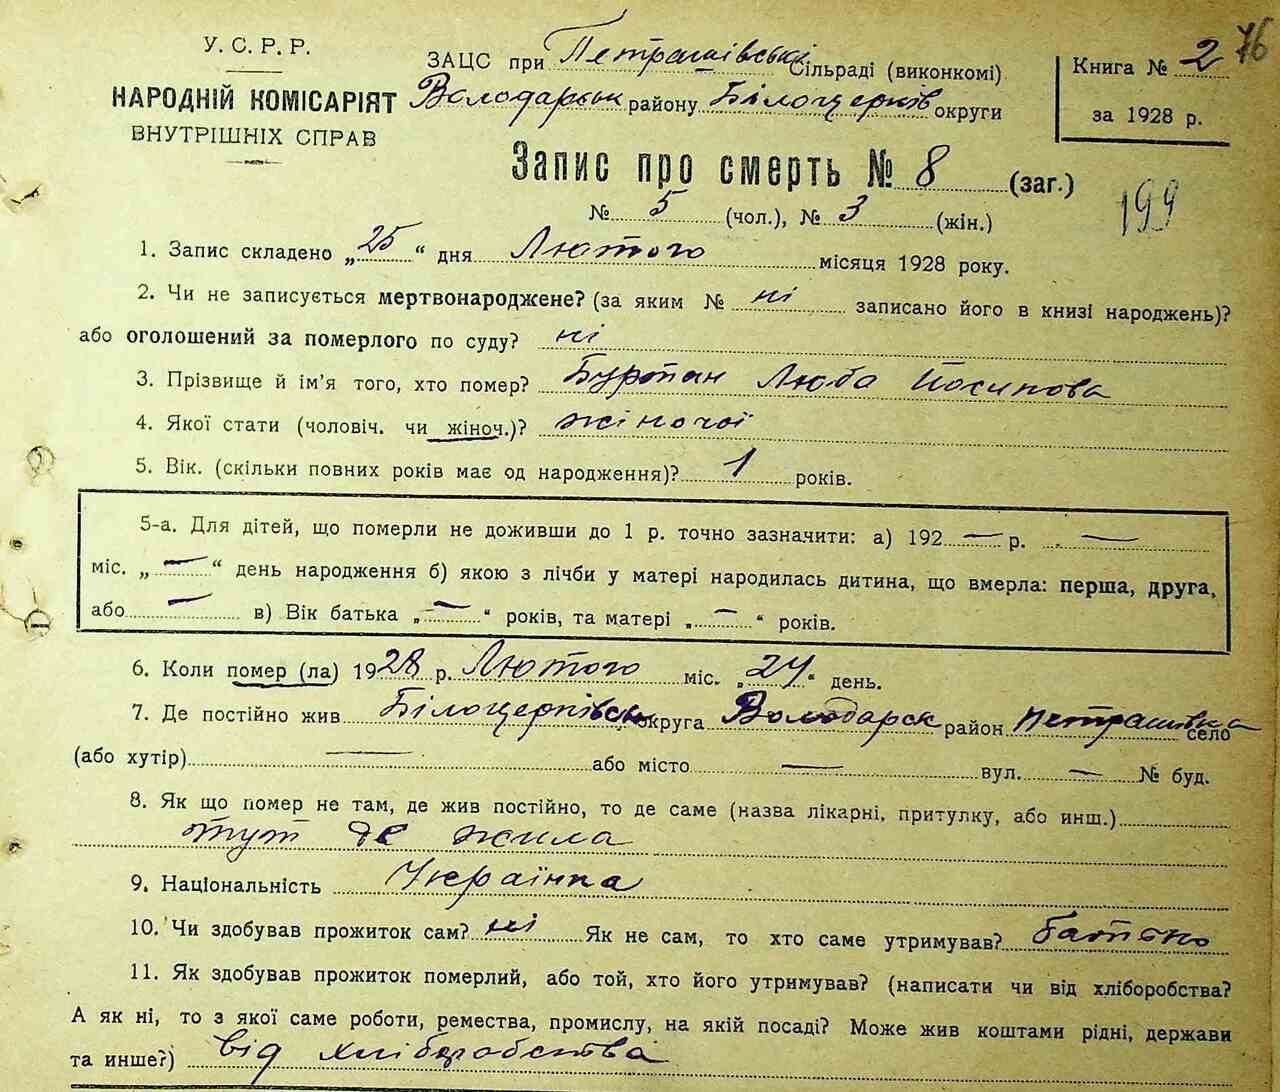 76
У. С. Р. Р.
НАРОДНІЙ КОМІСАРІЯТ
ВНУТРІШНІХ СПРАВ
ЗАЦС при Петрашівські Сільраді (виконкомі)
Володарськ району Білоцерків округи
Книга № 2
за 1928 р.
Запис про смерть № 8 (заг.)
№ 5 (чол.), № 3 (жін.)
199
1. Запис складено „25“ дня Лютого місяця 1928 року.
2. Чи не записується мертвонароджене? (за яким № ні записано його в книзі народжень)?
або оголошений за померлого по суду? ні
3. Прізвище й ім'я того, хто помер? Буртан Люба Йосипова
4. Якої стати (чоловіч. чи жіноч.)? жіночої
5. Вік. (скільки повних років має од народження)? 1 років.
5-а. Для дітей, що померли не доживши до 1 р. точно зазначити: а) 192 — р. —
міс. „ — “ день народження б) якою з лічби у матері народилась дитина, що вмерла: перша, друга,
або — в) Вік батька „ — “ років, та матері „ — “ років.
6. Коли помер (ла) 1928 р. Лютого міс. „24“ день.
7. Де постійно жив Білоцерківськ округа Володарськ район Петрашівка село
(або хутір) — або місто — вул. — № буд.
8. Як що помер не там, де жив постійно, то де саме (назва лікарні, притулку, або инш.)
тут де жила
9. Національність Українка
10. Чи здобував прожиток сам? ні Як не сам, то хто саме утримував? батько
11. Як здобував прожиток померлий, або той, хто його утримував? (написати чи від хліборобства?
А як ні, то з якої саме роботи, ремества, промислу, на якій посаді? Може жив коштами рідні, держави
та инше?) від хліборобства